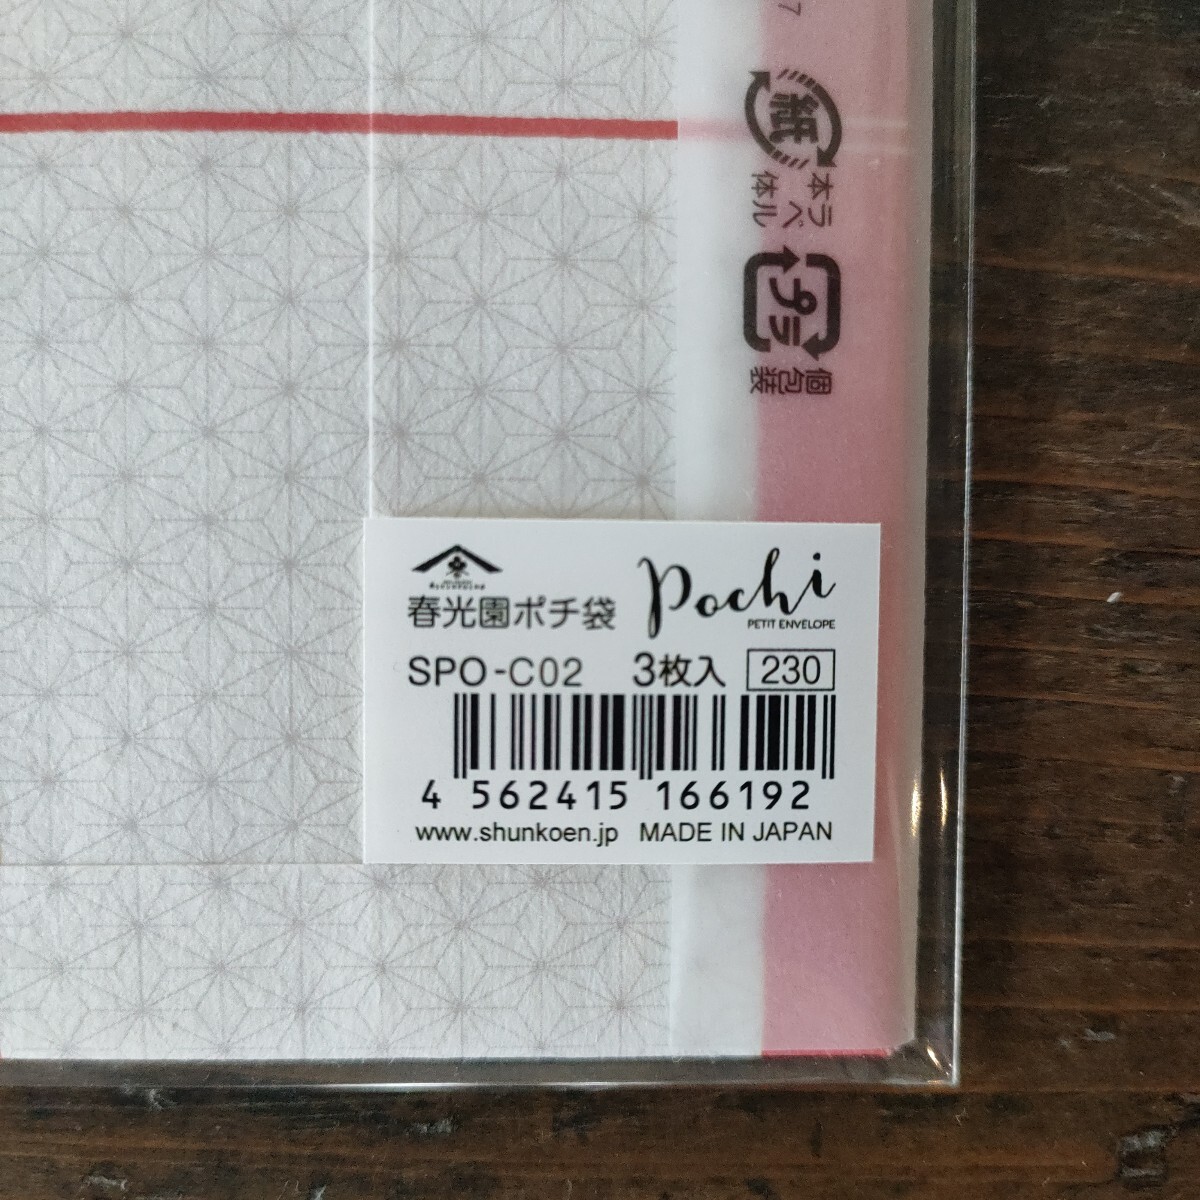 7
紙
ラベル
本体
プラ
個包装
春光園ポチ袋
Pochi
PETIT ENVELOPE
SPO-C02 3枚入 230
4 562415 166192
www.shunkoen.jp MADE IN JAPAN